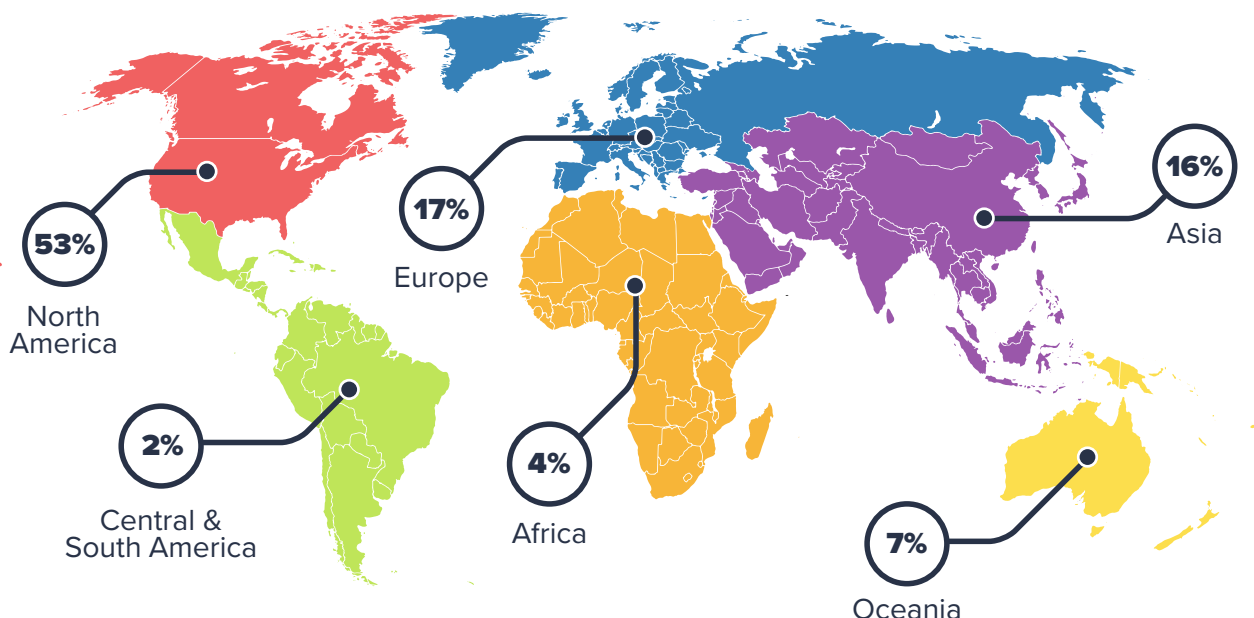 53%
North
America
17%
Europe
16%
Asia
2%
Central &
South America
4%
Africa
7%
Oceania